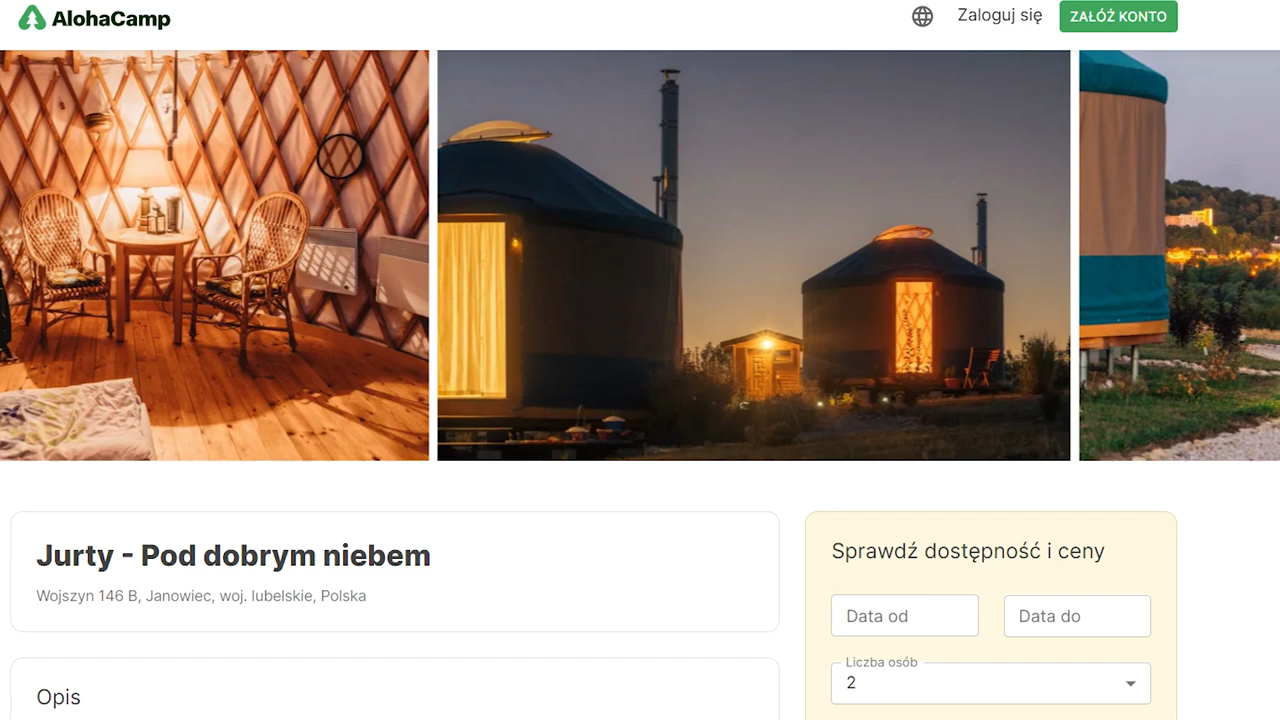 AlohaCamp
Zaloguj się
ZAŁÓŻ KONTO
Jurty - Pod dobrym niebem
Wojszyn 146 B, Janowiec, woj. lubelskie, Polska
Opis
Sprawdź dostępność i ceny
Data od
Data do
Liczba osób
2